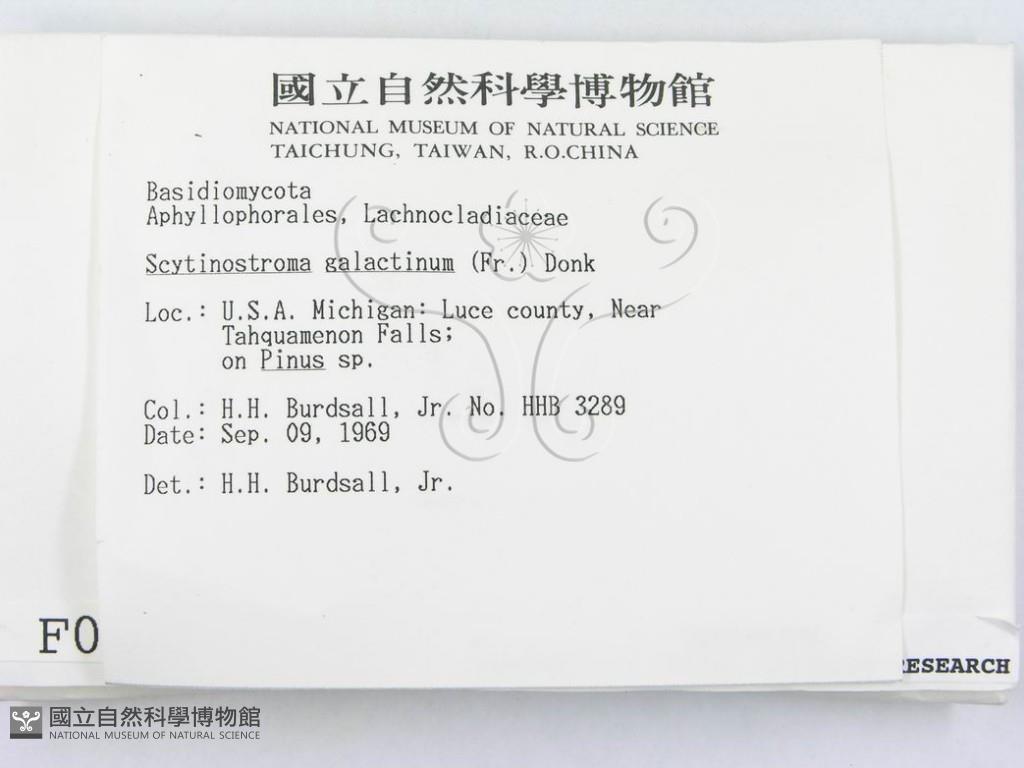 國立自然科學博物館
NATIONAL MUSEUM OF NATURAL SCIENCE
TAICHUNG, TAIWAN, R.O.CHINA
Basidiomycota
Aphyllophorales, Lachnocladiaceae
Scytinostroma galactinum (Fr.) Donk
Loc.: U.S.A. Michigan: Luce county, Near
Tahquamenon Falls;
on Pinus sp.
Col.: H.H. Burdsall, Jr. No. HHB 3289
Date: Sep. 09, 1969
Det.: H.H. Burdsall, Jr.
F0
RESEARCH
國立自然科學博物館
NATIONAL MUSEUM OF NATURAL SCIENCE